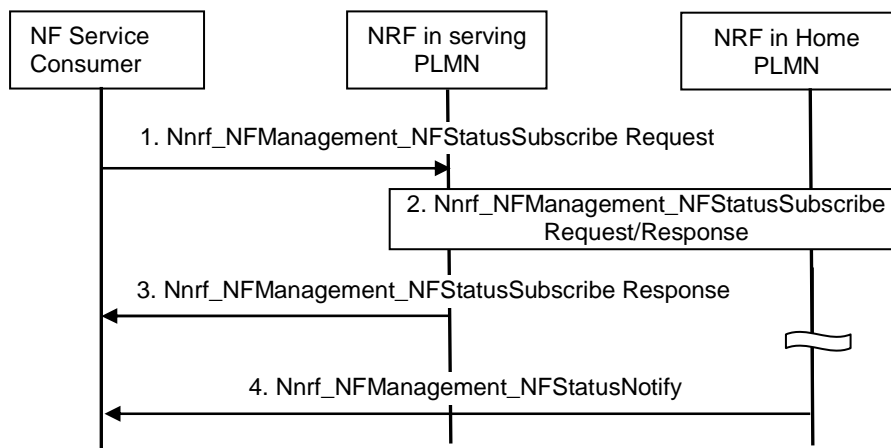 NF Service
Consumer
NRF in serving
PLMN
NRF in Home
PLMN
1. Nnrf_NFManagement_NFStatusSubscribe Request
2. Nnrf_NFManagement_NFStatusSubscribe
Request/Response
3. Nnrf_NFManagement_NFStatusSubscribe Response
4. Nnrf_NFManagement_NFStatusNotify